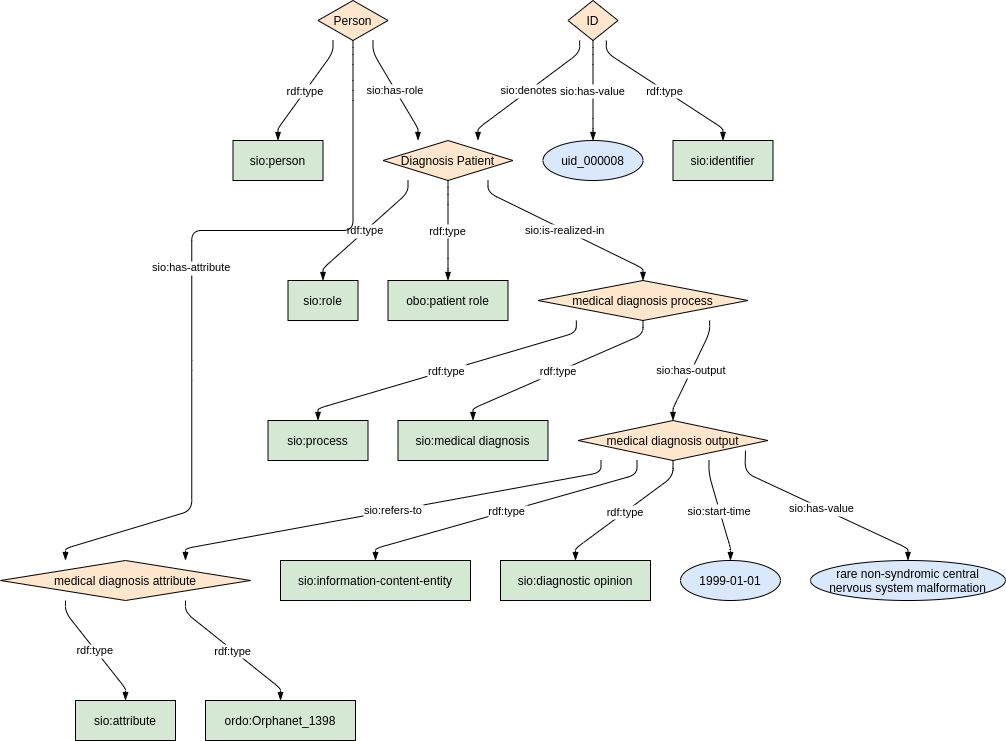 Person
ID
rdf:type
sio:has-role
sio:denotes
sio:has-value
rdf:type
sio:person
Diagnosis Patient
uid_000008
sio:identifier
rdf:type
rdf:type
sio:is-realized-in
sio:has-attribute
sio:role
obo:patient role
medical diagnosis process
rdf:type
rdf:type
sio:has-output
sio:process
sio:medical diagnosis
medical diagnosis output
sio:refers-to
rdf:type
rdf:type
sio:start-time
sio:has-value
medical diagnosis attribute
sio:information-content-entity
sio:diagnostic opinion
1999-01-01
rare non-syndromic central
nervous system malformation
rdf:type
rdf:type
sio:attribute
ordo:Orphanet_1398